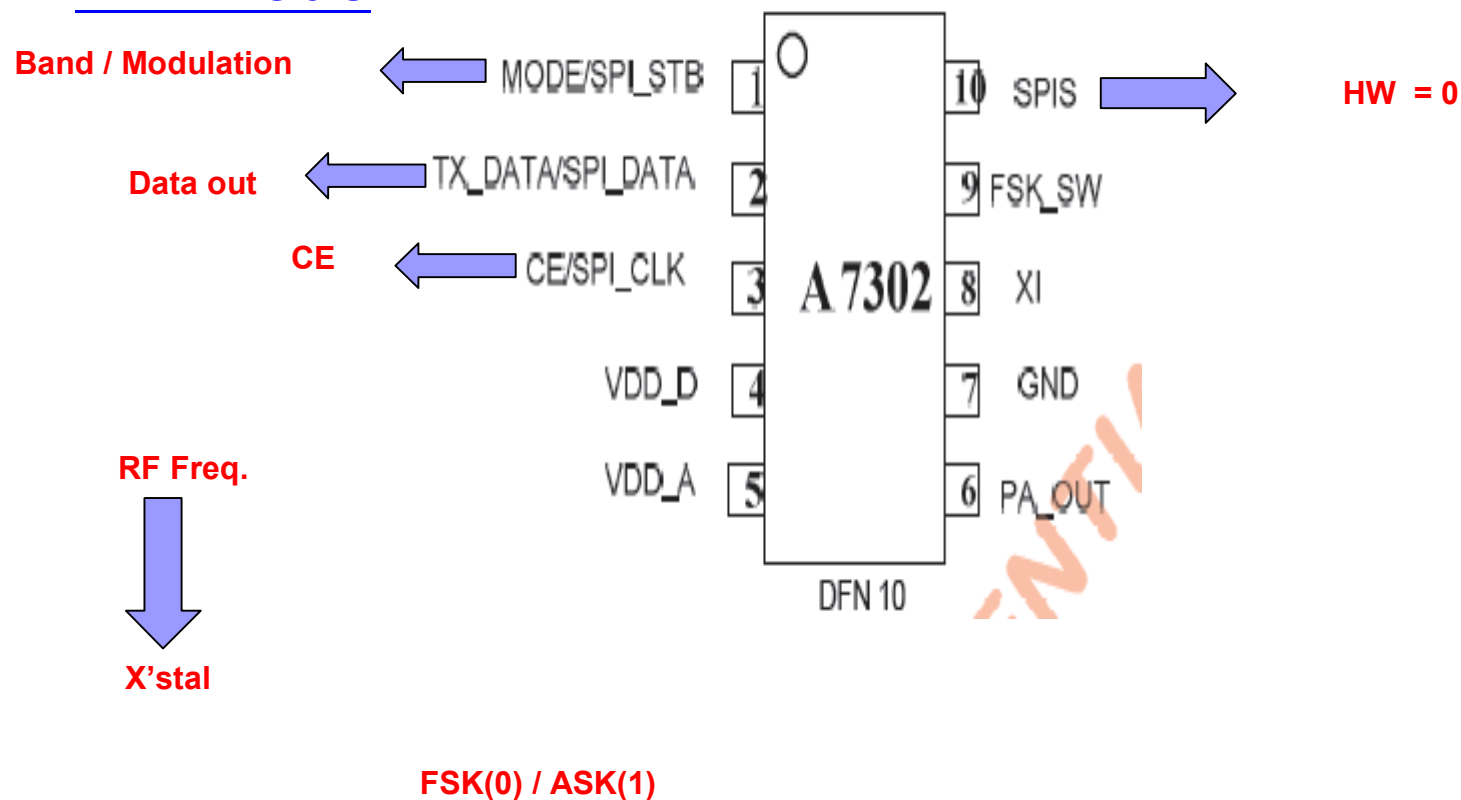 Band / Modulation
MODE/SPI_STB
1
10
SPIS
HW = 0
Data out
TX_DATA/SPI_DATA
2
9
FSK_SW
CE
CE/SPI_CLK
3
A7302
8
XI
VDD_D
4
7
GND
RF Freq.
VDD_A
5
6
PA_OUT
DFN 10
X'stal
FSK(0) / ASK(1)